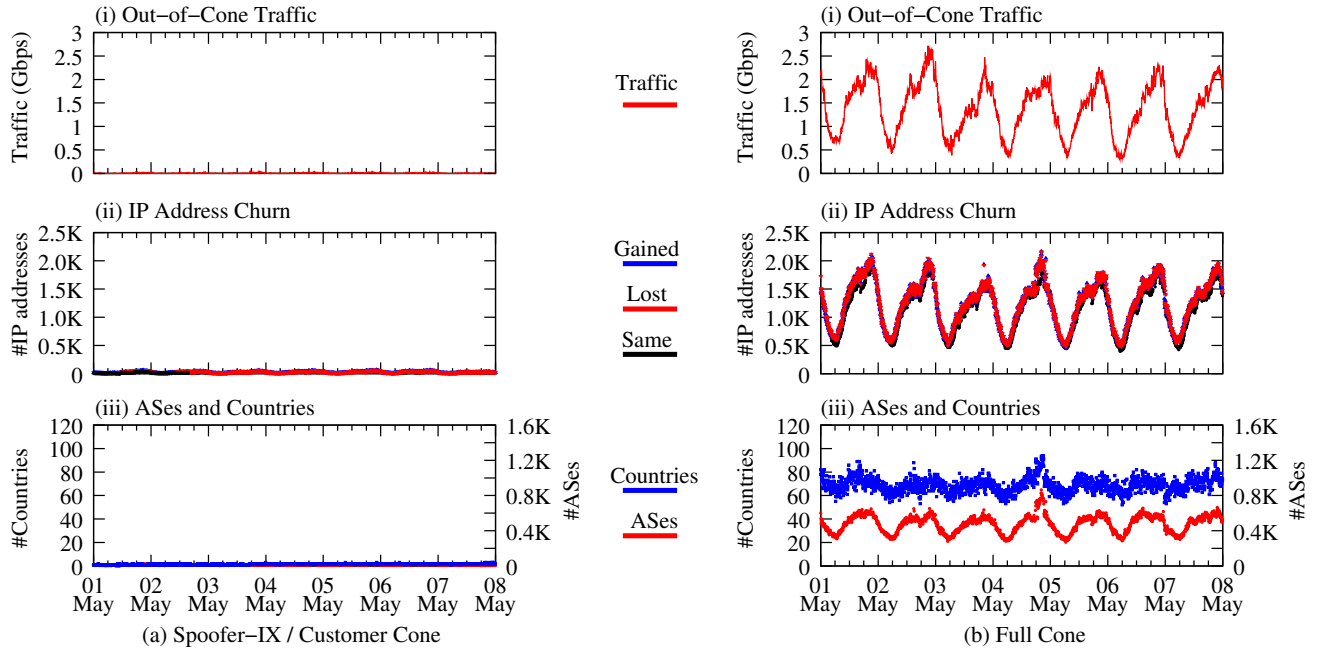 (i) Out−of−Cone Traffic
Traffic (Gbps)
3
2.5
2
1.5
1
0.5
0
(ii) IP Address Churn
#IP addresses
2.5K
2.0K
1.5K
1.0K
0.5K
0
(iii) ASes and Countries
#Countries
120
100
80
60
40
20
0
1.6K
1.2K
0.8K
0.4K
0
#ASes
01 02 03 04 05 06 07 08
May May May May May May May May
(a) Spoofer−IX / Customer Cone
Traffic
Gained
Lost
Same
Countries
ASes
(i) Out−of−Cone Traffic
Traffic (Gbps)
3
2.5
2
1.5
1
0.5
0
(ii) IP Address Churn
#IP addresses
2.5K
2.0K
1.5K
1.0K
0.5K
0
(iii) ASes and Countries
#Countries
120
100
80
60
40
20
0
1.6K
1.2K
0.8K
0.4K
0
#ASes
01 02 03 04 05 06 07 08
May May May May May May May May
(b) Full Cone